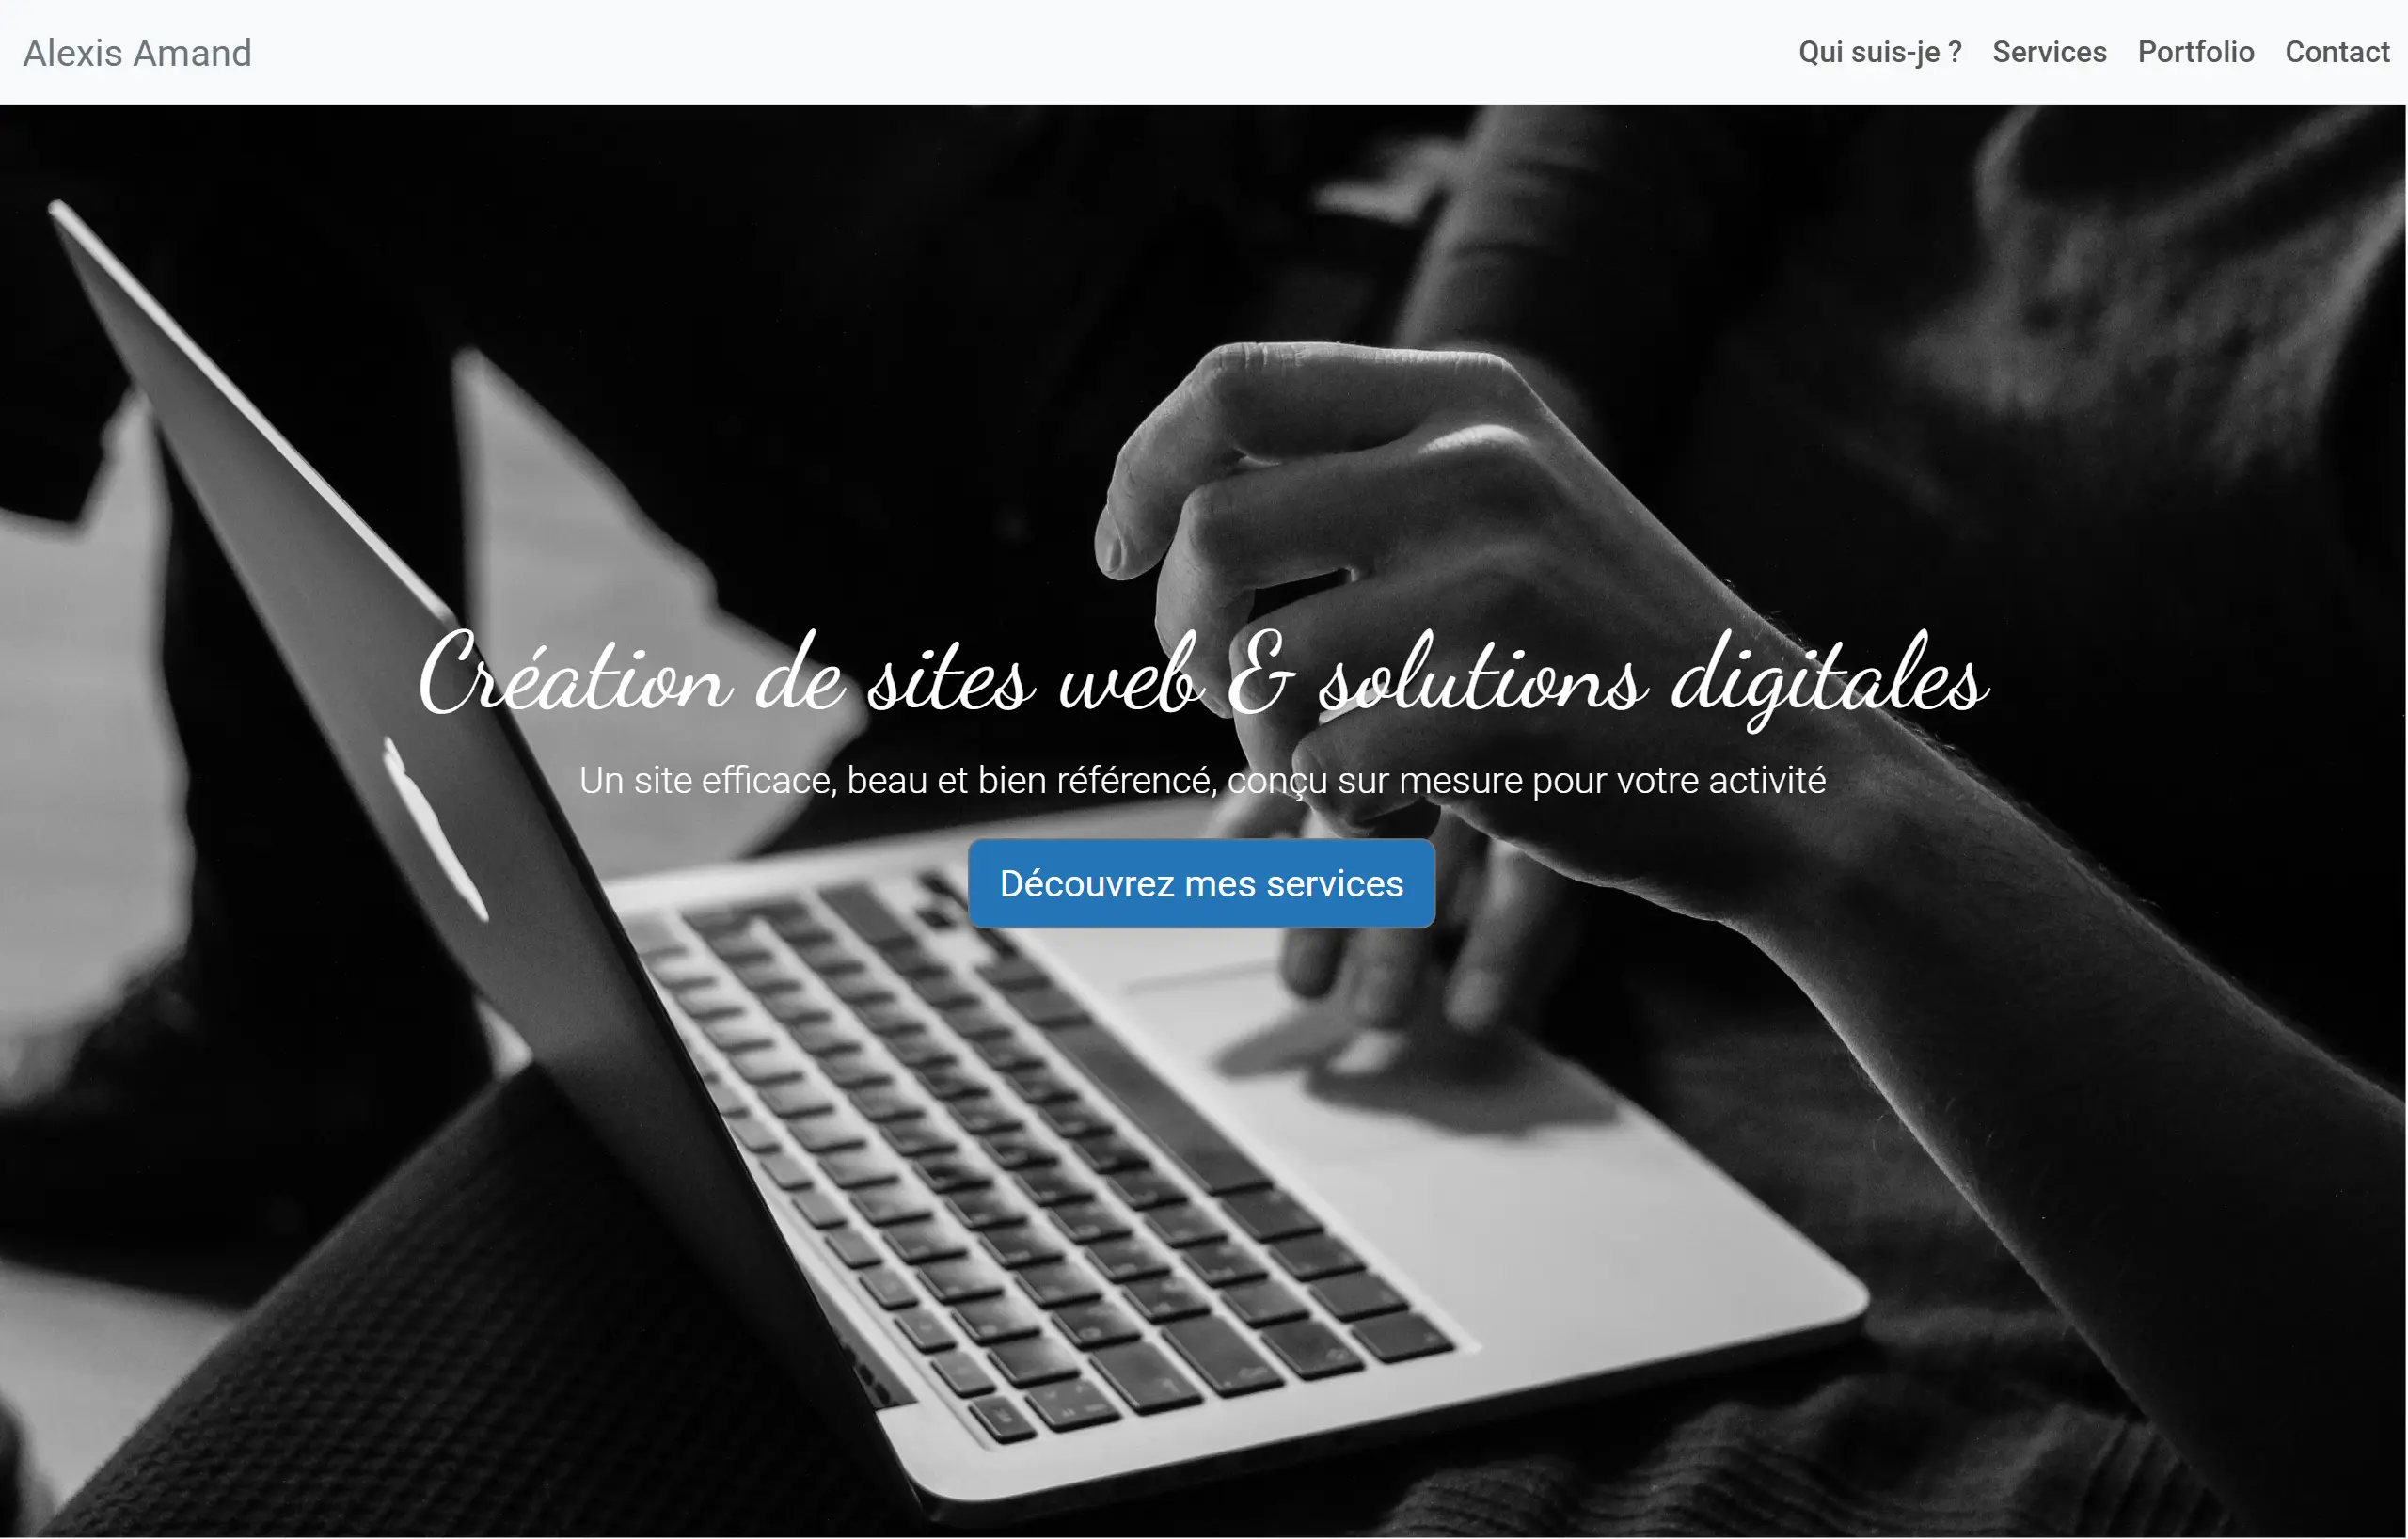 Alexis Amand
Qui suis-je ? Services Portfolio Contact
Création de sites web & solutions digitales
Un site efficace, beau et bien référencé, conçu sur mesure pour votre activité
Découvrez mes services